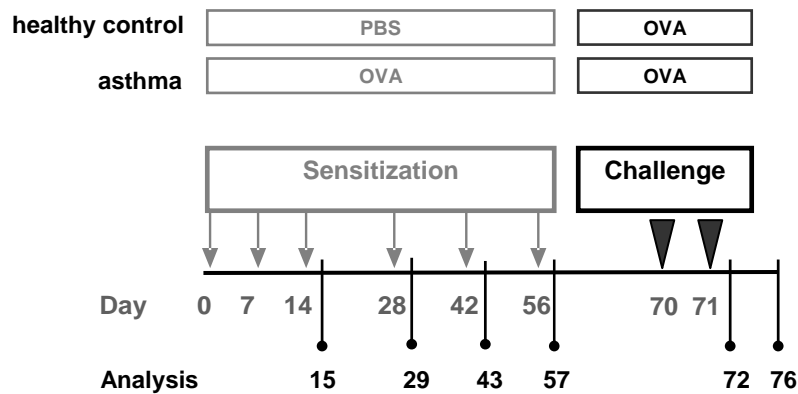 healthy control PBS OVA
asthma OVA OVA
Sensitization Challenge
Day 0 7 14 28 42 56 70 71
Analysis 15 29 43 57 72 76